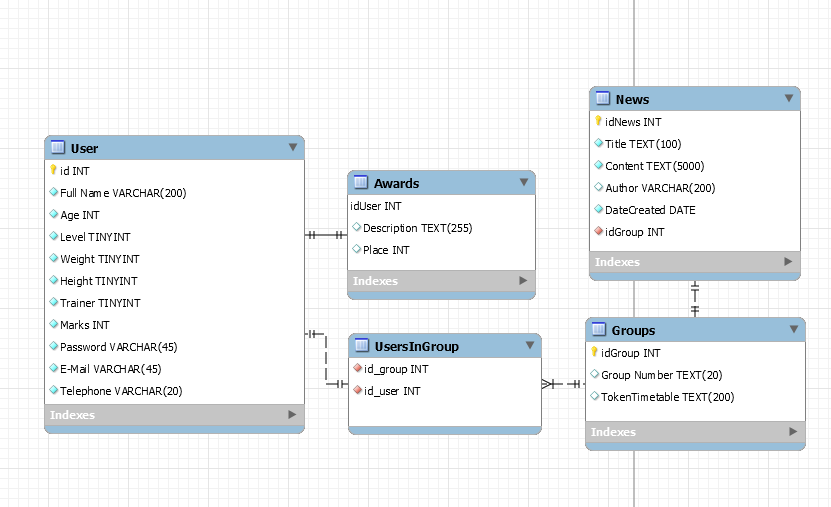 User
id INT
Full Name VARCHAR(200)
Age INT
Level TINYINT
Weight TINYINT
Height TINYINT
Trainer TINYINT
Marks INT
Password VARCHAR(45)
E-Mail VARCHAR(45)
Telephone VARCHAR(20)
Indexes
Awards
idUser INT
Description TEXT(255)
Place INT
Indexes
UsersInGroup
id_group INT
id_user INT
News
idNews INT
Title TEXT(100)
Content TEXT(5000)
Author VARCHAR(200)
DateCreated DATE
idGroup INT
Indexes
Groups
idGroup INT
Group Number TEXT(20)
TokenTimetable TEXT(200)
Indexes